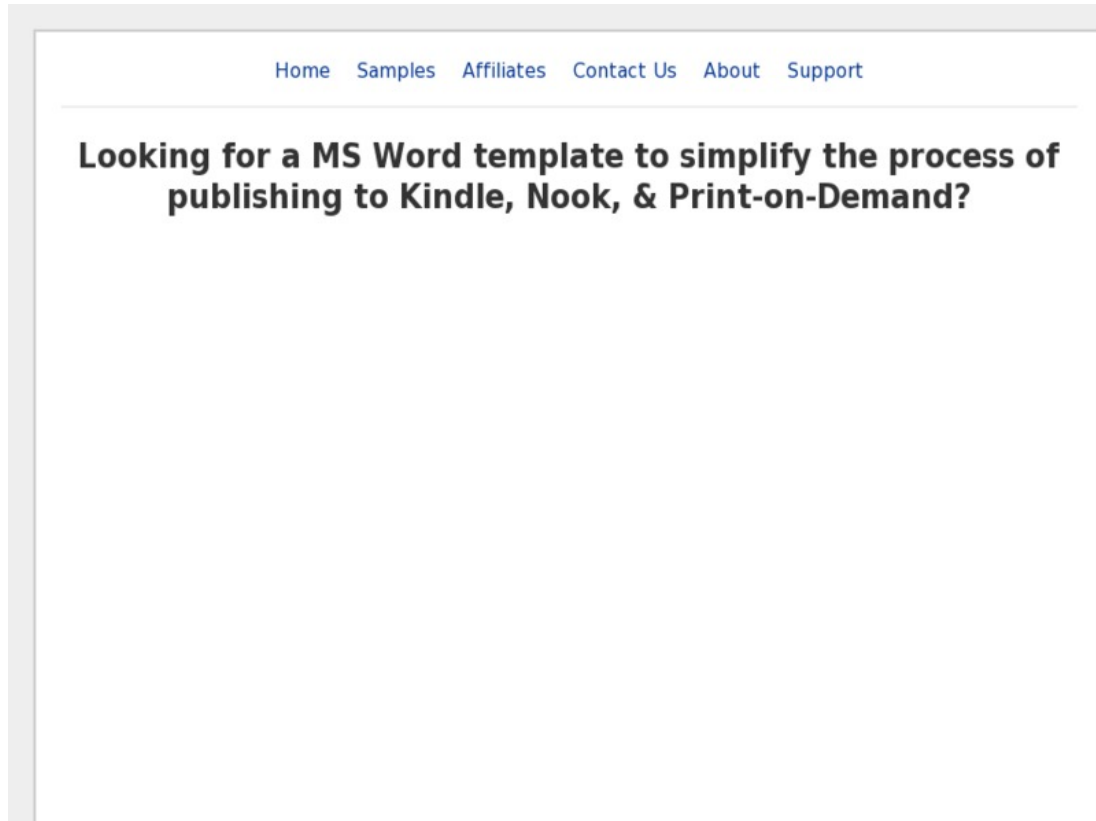 Home Samples Affiliates Contact Us About Support
Looking for a MS Word template to simplify the process of
publishing to Kindle, Nook, & Print-on-Demand?